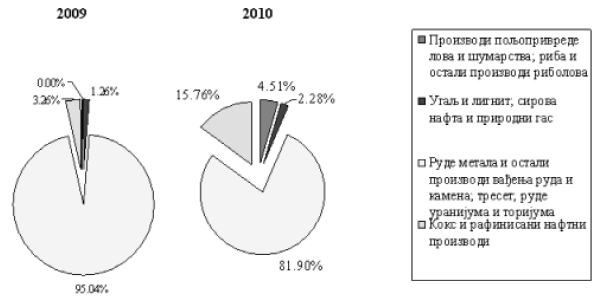 2009
2010
0.00%
1.26%
3.26%
95.04%
4.51%
15.76%
2.28%
81.90%
Производи пољопривреде
лова и шумарства; риба и
остали производи риболова
Угаљ и лигнит; сирова
нафта и природни гас
Руде метала и остали
производи вађења руда и
камена; тресет; руде
уранијума и торијума
Кокс и рафинисани нафтни
производи